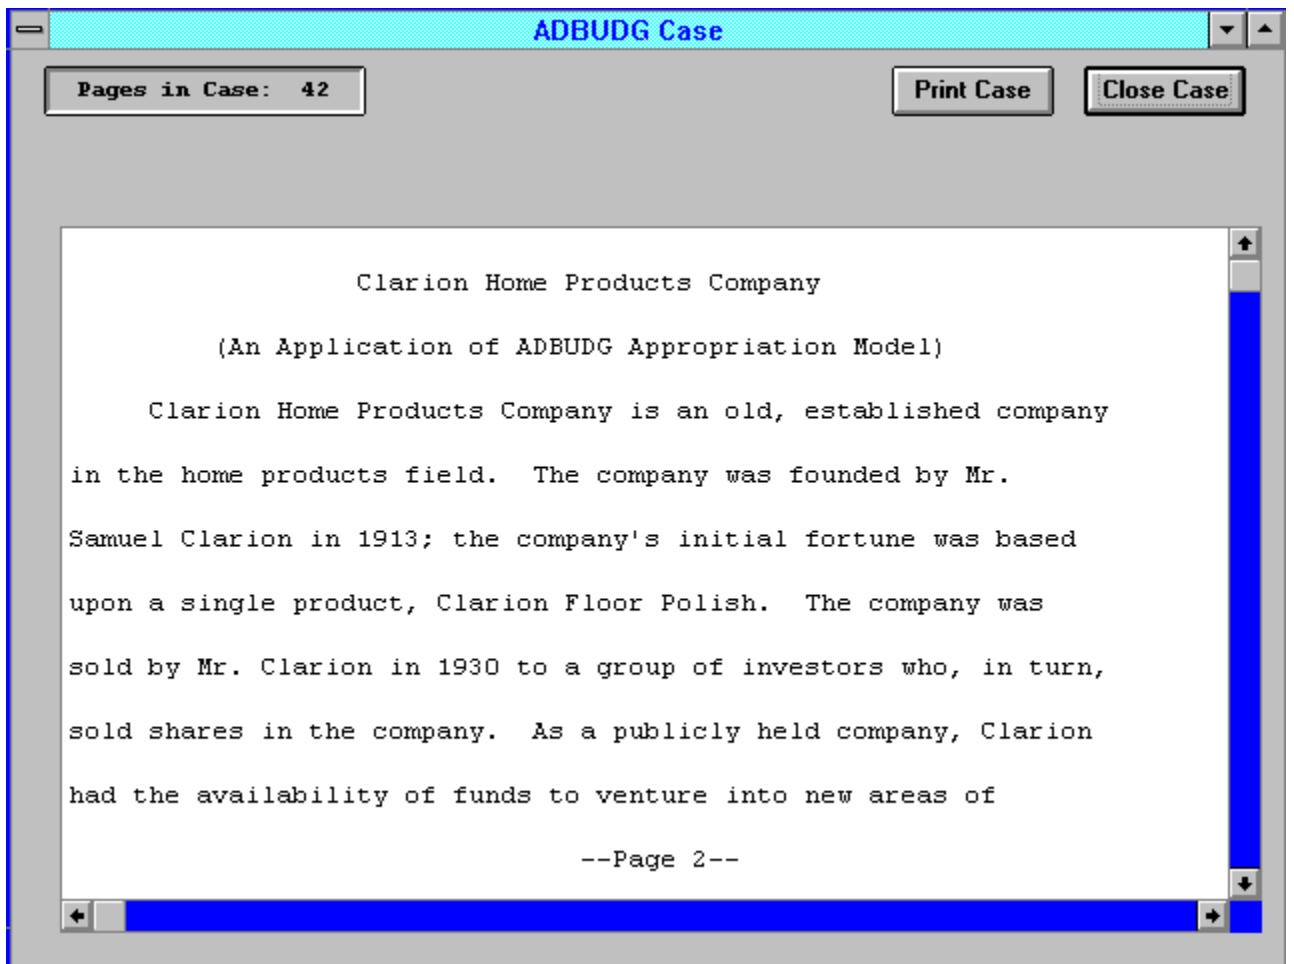 ADBUDG Case
Pages in Case:  42
Print Case
Close Case
Clarion Home Products Company
(An Application of ADBUDG Appropriation Model)
Clarion Home Products Company is an old, established company
in the home products field.  The company was founded by Mr.
Samuel Clarion in 1913; the company's initial fortune was based
upon a single product, Clarion Floor Polish.  The company was
sold by Mr. Clarion in 1930 to a group of investors who, in turn,
sold shares in the company.  As a publicly held company, Clarion
had the availability of funds to venture into new areas of
--Page 2--